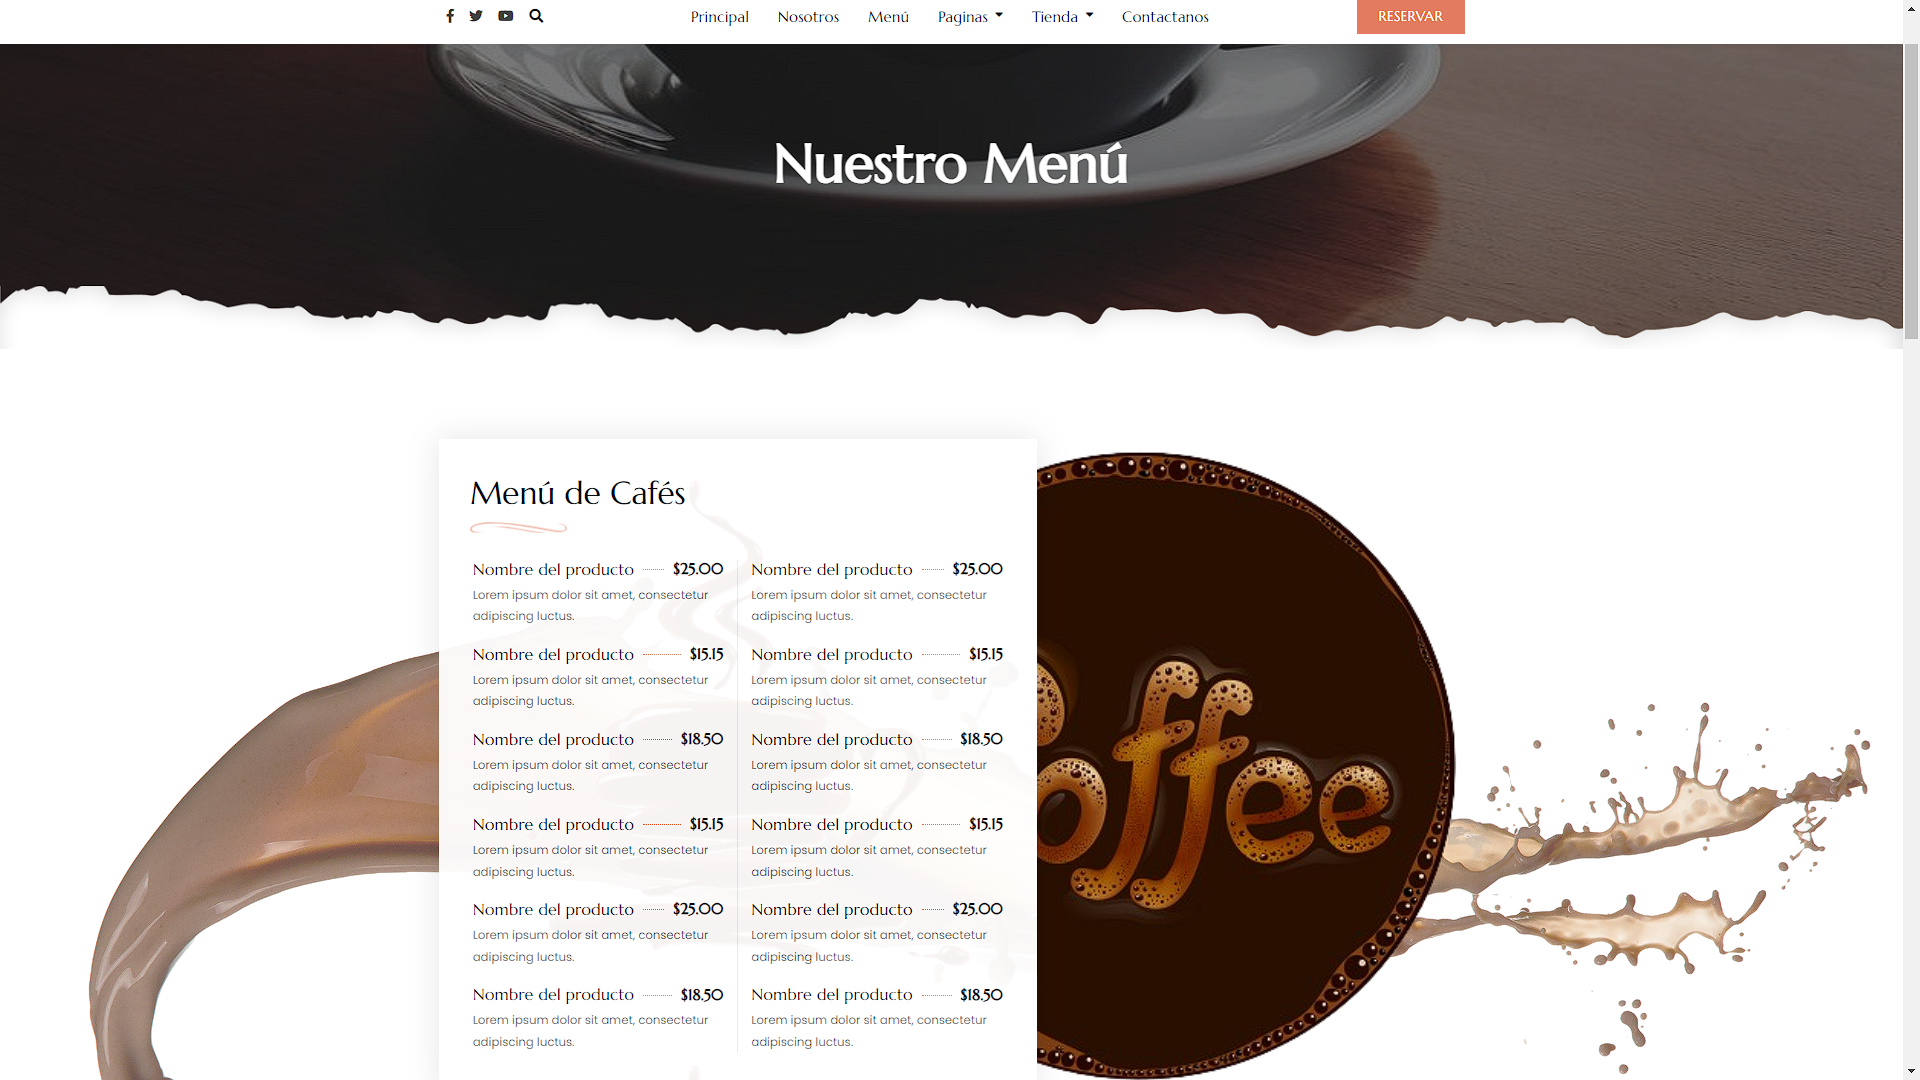 Principal Nosotros Menú Paginas Tienda Contactanos RESERVAR
Nuestro Menú
Menú de Cafés
Nombre del producto $25.00
Lorem ipsum dolor sit amet, consectetur
adipiscing luctus.
Nombre del producto $15.15
Lorem ipsum dolor sit amet, consectetur
adipiscing luctus.
Nombre del producto $18.50
Lorem ipsum dolor sit amet, consectetur
adipiscing luctus.
Nombre del producto $15.15
Lorem ipsum dolor sit amet, consectetur
adipiscing luctus.
Nombre del producto $25.00
Lorem ipsum dolor sit amet, consectetur
adipiscing luctus.
Nombre del producto $18.50
Lorem ipsum dolor sit amet, consectetur
adipiscing luctus.
Nombre del producto $25.00
Lorem ipsum dolor sit amet, consectetur
adipiscing luctus.
Nombre del producto $15.15
Lorem ipsum dolor sit amet, consectetur
adipiscing luctus.
Nombre del producto $18.50
Lorem ipsum dolor sit amet, consectetur
adipiscing luctus.
Nombre del producto $15.15
Lorem ipsum dolor sit amet, consectetur
adipiscing luctus.
Nombre del producto $25.00
Lorem ipsum dolor sit amet, consectetur
adipiscing luctus.
Nombre del producto $18.50
Lorem ipsum dolor sit amet, consectetur
adipiscing luctus.
Coffee